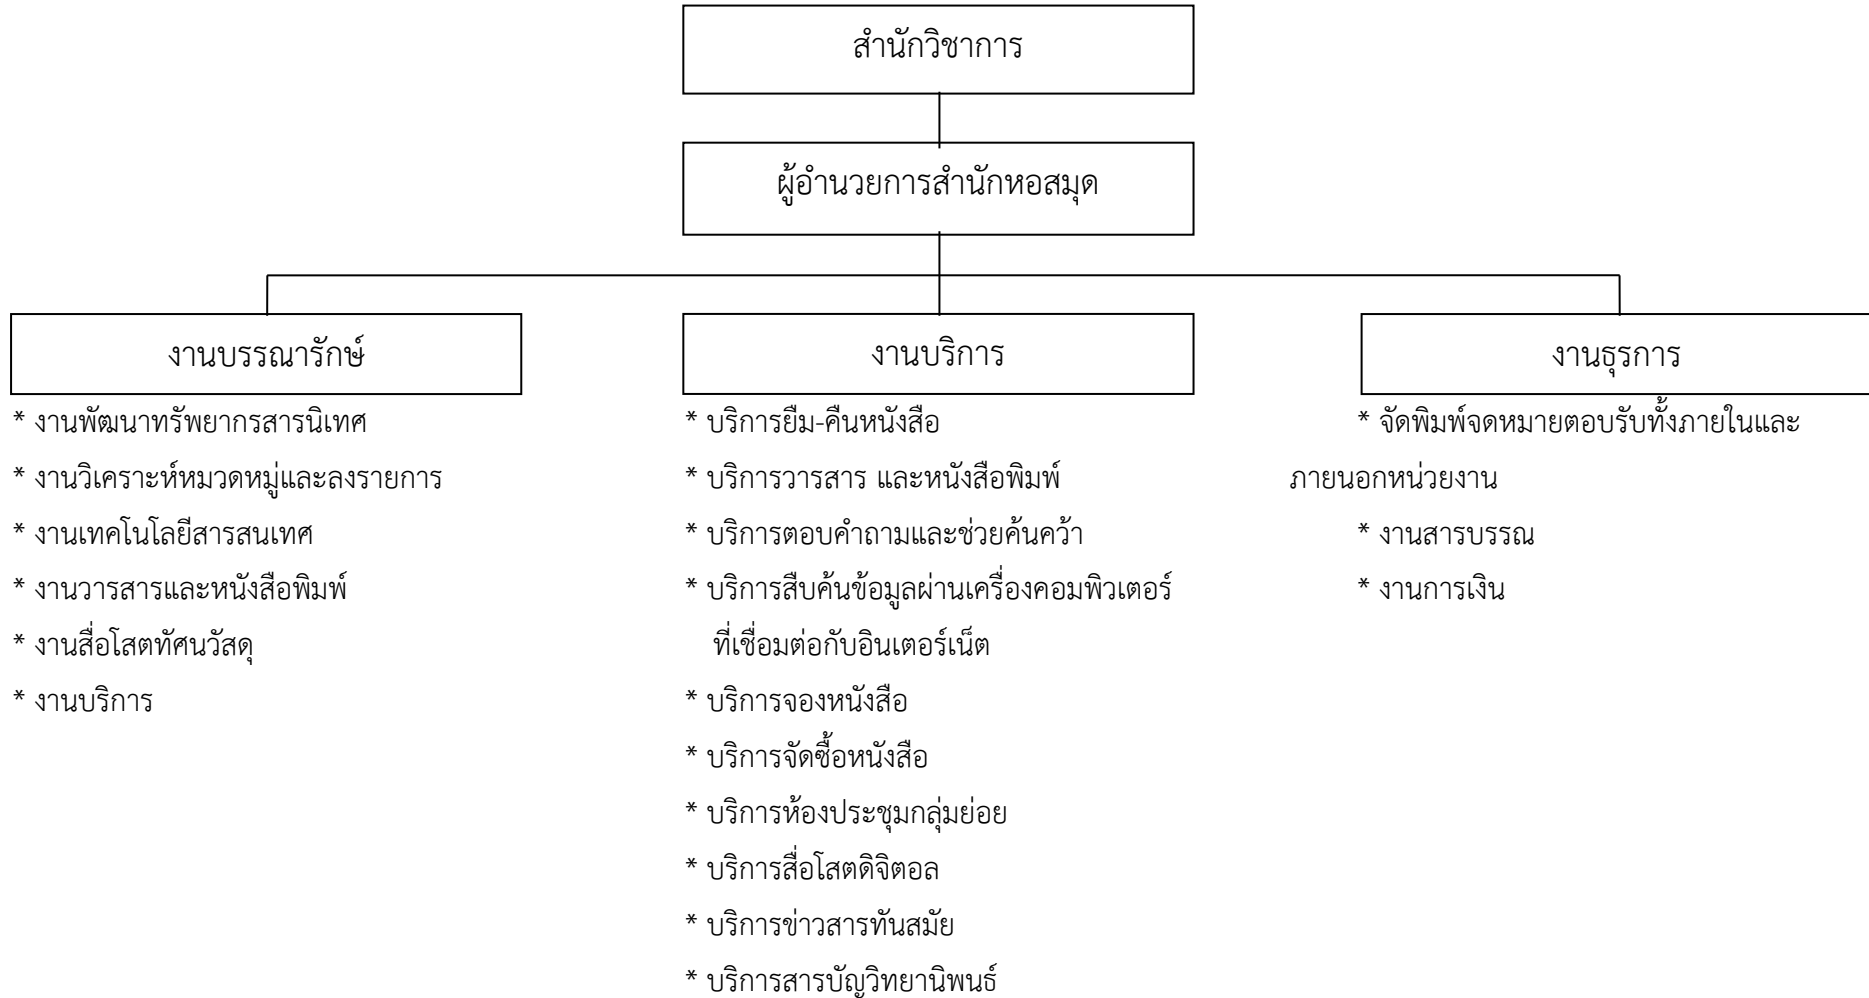 สำนักวิชาการ
ผู้อำนวยการสำนักหอสมุด
งานบรรณารักษ์
* งานพัฒนาทรัพยากรสารนิเทศ
* งานวิเคราะห์หมวดหมู่และลงรายการ
* งานเทคโนโลยีสารสนเทศ
* งานวารสารและหนังสือพิมพ์
* งานสื่อโสตทัศนวัสดุ
* งานบริการ
งานบริการ
* บริการยืม-คืนหนังสือ
* บริการวารสาร และหนังสือพิมพ์
* บริการตอบคำถามและช่วยค้นคว้า
* บริการสืบค้นข้อมูลผ่านเครื่องคอมพิวเตอร์
ที่เชื่อมต่อกับอินเตอร์เน็ต
* บริการจองหนังสือ
* บริการจัดซื้อหนังสือ
* บริการห้องประชุมกลุ่มย่อย
* บริการสื่อโสตดิจิตอล
* บริการข่าวสารทันสมัย
* บริการสารบัญวิทยานิพนธ์
งานธุรการ
* จัดพิมพ์จดหมายตอบรับทั้งภายในและ
ภายนอกหน่วยงาน
* งานสารบรรณ
* งานการเงิน